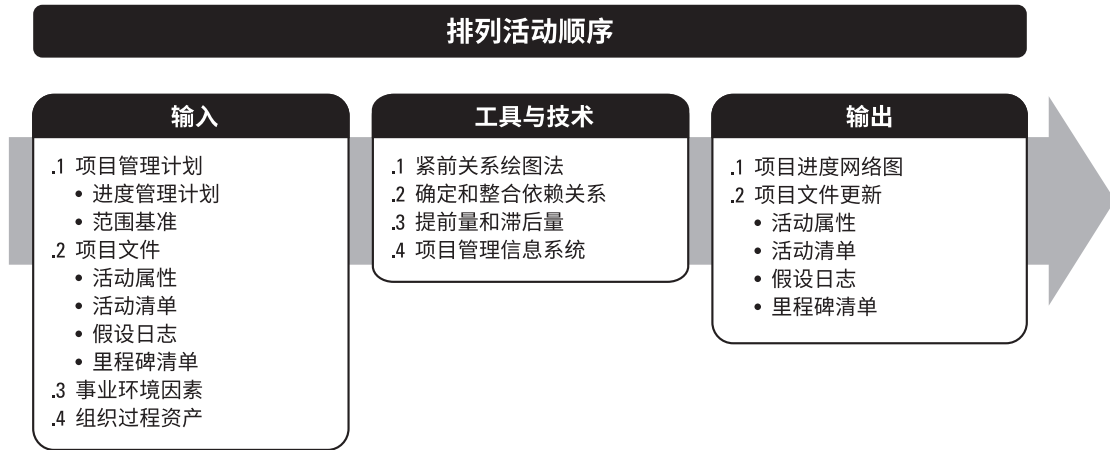 排列活动顺序
输入
.1 项目管理计划
• 进度管理计划
• 范围基准
.2 项目文件
• 活动属性
• 活动清单
• 假设日志
• 里程碑清单
.3 事业环境因素
.4 组织过程资产
工具与技术
.1 紧前关系绘图法
.2 确定和整合依赖关系
.3 提前量和滞后量
.4 项目管理信息系统
输出
.1 项目进度网络图
.2 项目文件更新
• 活动属性
• 活动清单
• 假设日志
• 里程碑清单